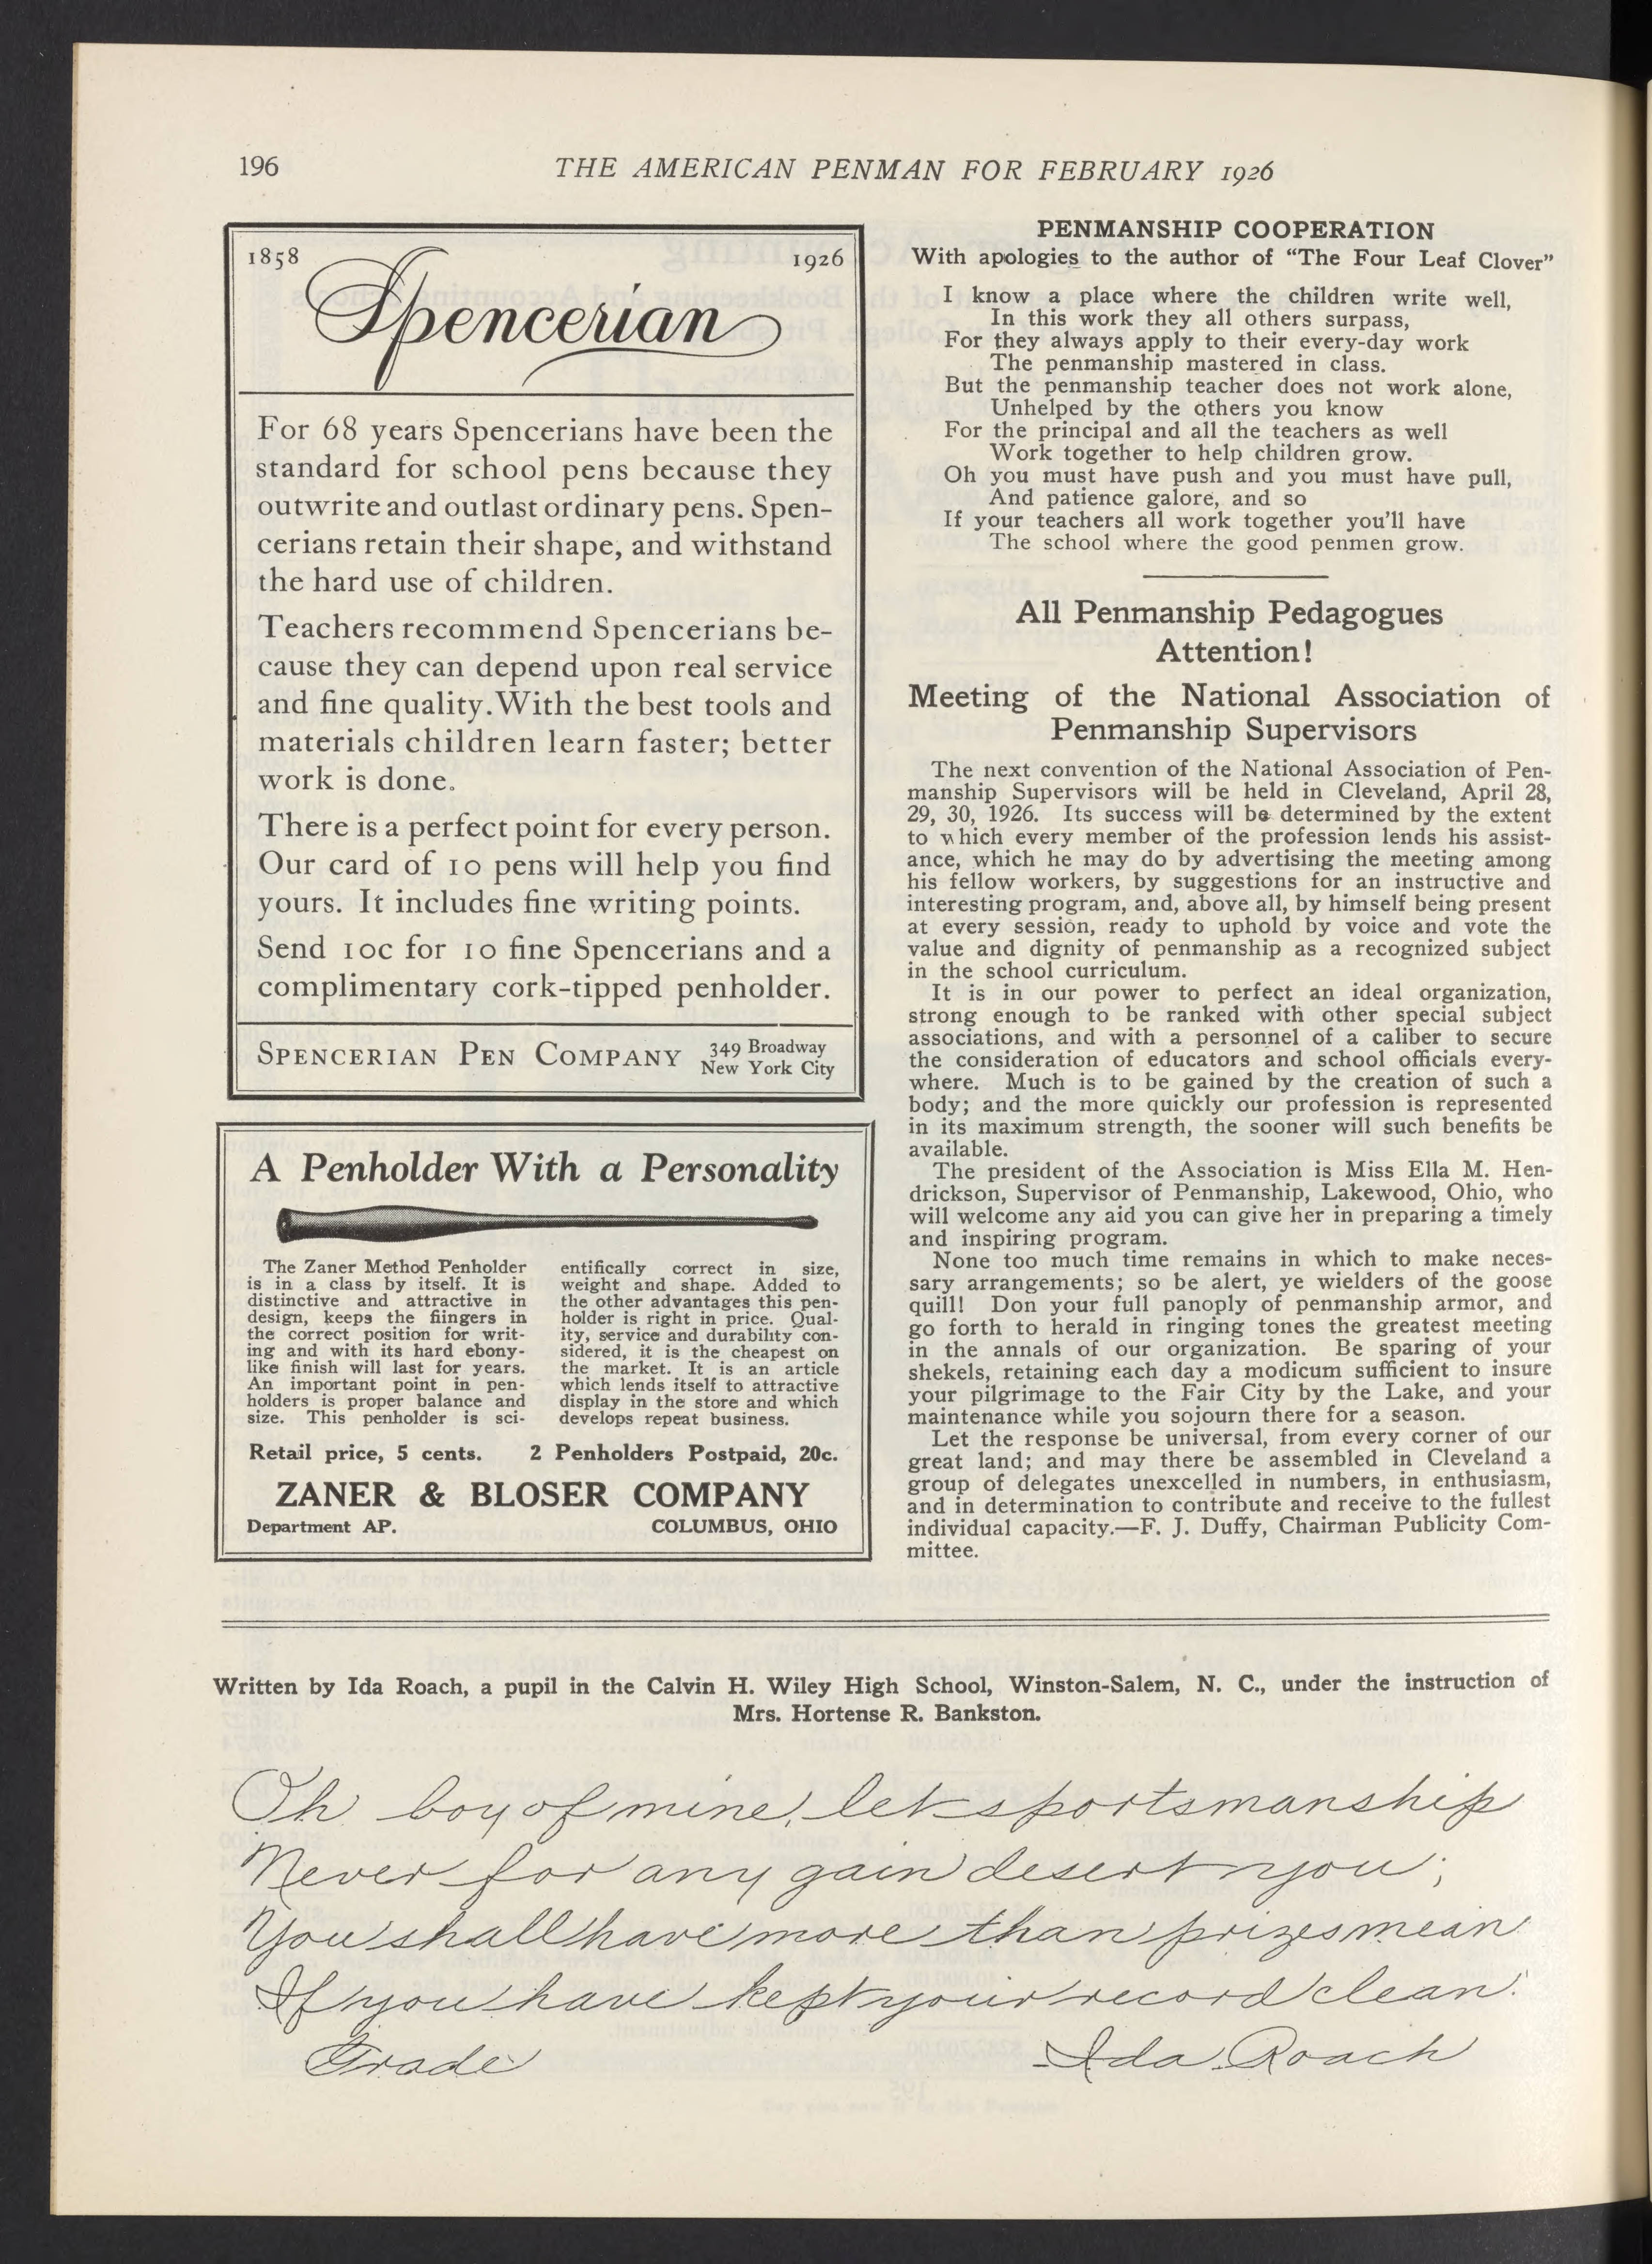 196
THE AMERICAN PENMAN FOR FEBRUARY 1926
1858
1926
Spencerian
For 68 years Spencerians have been the
standard for school pens because they
outwrite and outlast ordinary pens. Spen-
cerians retain their shape, and withstand
the hard use of children.
Teachers recommend Spencerians be-
cause they can depend upon real service
and fine quality. With the best tools and
materials children learn faster; better
work is done.
There is a perfect point for every person.
Our card of 10 pens will help you find
yours. It includes fine writing points.
Send 10c for 10 fine Spencerians and a
complimentary cork-tipped penholder.
SPENCERIAN PEN COMPANY
349 Broadway
New York City
A Penholder With a Personality
The Zaner Method Penholder
is in a class by itself. It is
distinctive and attractive in
design, keeps the fiingers in
the correct position for writ-
ing and with its hard ebony-
like finish will last for years.
An important point in pen-
holders is proper balance and
size. This penholder is sci-
entifically correct in size,
weight and shape. Added to
the other advantages this pen-
holder is right in price. Qual-
ity, service and durability con-
sidered, it is the cheapest on
the market. It is an article
which lends itself to attractive
display in the store and which
develops repeat business.
Retail price, 5 cents. 2 Penholders Postpaid, 20c.
ZANER & BLOSER COMPANY
Department AP. COLUMBUS, OHIO
PENMANSHIP COOPERATION
With apologies to the author of “The Four Leaf Clover”
I know a place where the children write well,
In this work they all others surpass,
For they always apply to their every-day work
The penmanship mastered in class.
But the penmanship teacher does not work alone,
Unhelped by the others you know
For the principal and all the teachers as well
Work together to help children grow.
Oh you must have push and you must have pull,
And patience galore, and so
If your teachers all work together you’ll have
The school where the good penmen grow.
All Penmanship Pedagogues
Attention!
Meeting of the National Association of
Penmanship Supervisors
The next convention of the National Association of Pen-
manship Supervisors will be held in Cleveland, April 28,
29, 30, 1926. Its success will be determined by the extent
to which every member of the profession lends his assist-
ance, which he may do by advertising the meeting among
his fellow workers, by suggestions for an instructive and
interesting program, and, above all, by himself being present
at every session, ready to uphold by voice and vote the
value and dignity of penmanship as a recognized subject
in the school curriculum.
It is in our power to perfect an ideal organization,
strong enough to be ranked with other special subject
associations, and with a personnel of a caliber to secure
the consideration of educators and school officials every-
where. Much is to be gained by the creation of such a
body; and the more quickly our profession is represented
in its maximum strength, the sooner will such benefits be
available.
The president of the Association is Miss Ella M. Hen-
drickson, Supervisor of Penmanship, Lakewood, Ohio, who
will welcome any aid you can give her in preparing a timely
and inspiring program.
None too much time remains in which to make neces-
sary arrangements; so be alert, ye wielders of the goose
quill! Don your full panoply of penmanship armor, and
go forth to herald in ringing tones the greatest meeting
in the annals of our organization. Be sparing of your
shekels, retaining each day a modicum sufficient to insure
your pilgrimage to the Fair City by the Lake, and your
maintenance while you sojourn there for a season.
Let the response be universal, from every corner of our
great land; and may there be assembled in Cleveland a
group of delegates unexcelled in numbers, in enthusiasm,
and in determination to contribute and receive to the fullest
individual capacity.—F. J. Duffy, Chairman Publicity Com-
mittee.
Written by Ida Roach, a pupil in the Calvin H. Wiley High School, Winston-Salem, N. C., under the instruction of
Mrs. Hortense R. Bankston.
Oh boy of mine, let sportsmanship
Never for any gain desert you;
You shall have more than prizes mean
If you have kept your record clean.
Grade Ida Roach